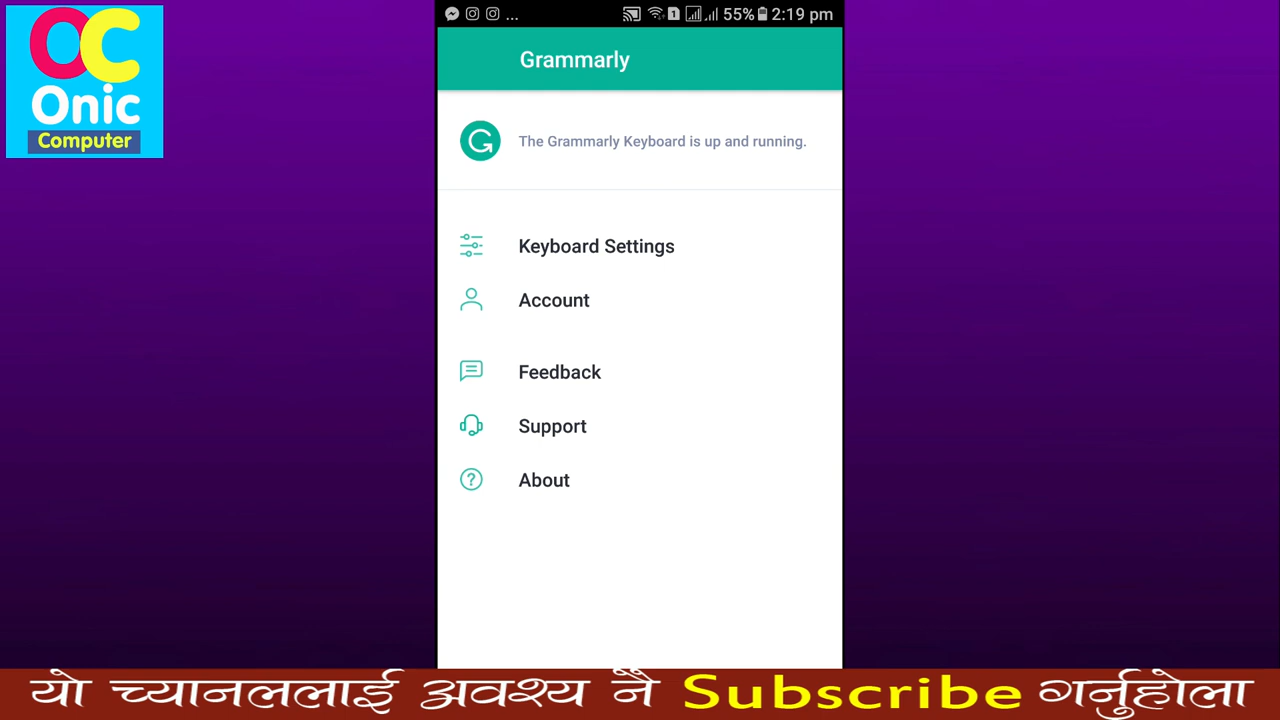 OC
Onic
Computer
... 1 55% 2:19 pm
Grammarly
The Grammarly Keyboard is up and running.
Keyboard Settings
Account
Feedback
Support
About
यो च्यानललाई अवश्य नै Subscribe गर्नुहोला